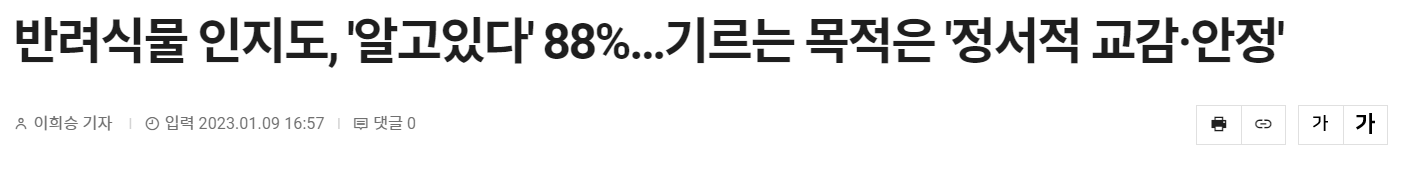 반려식물 인지도, '알고있다' 88%...기르는 목적은 '정서적 교감·안정'
이희승 기자 입력 2023.01.09 16:57 댓글 0 가 가